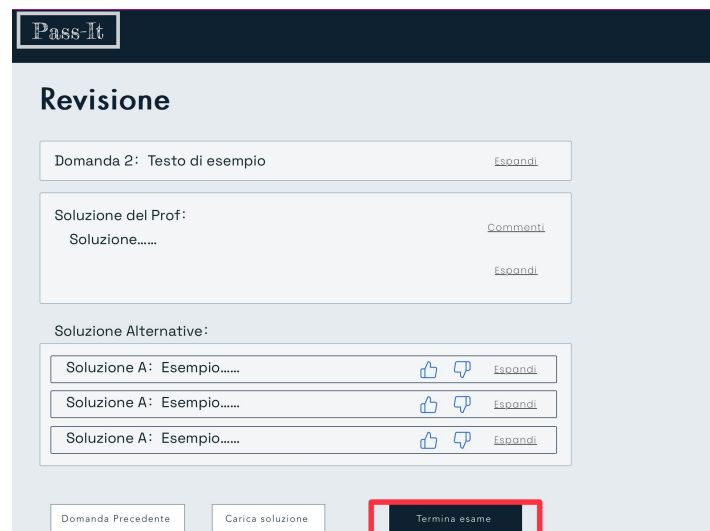 Pass-It
Revisione
Domanda 2: Testo di esempio Espandi
Soluzione del Prof:
Commenti
Soluzione......
Espandi
Soluzione Alternative:
Soluzione A: Esempio...... Espandi
Soluzione A: Esempio...... Espandi
Soluzione A: Esempio...... Espandi
Domanda Precedente Carica soluzione Termina esame